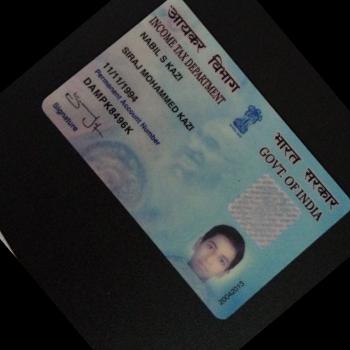 आयकर विभाग
INCOME TAX DEPARTMENT
भारत सरकार
GOVT. OF INDIA
NABIL S KAZI
SIRAJ MOHAMMED KAZI
11/11/1994
Permanent Account Number
DAMPK8496K
Signature
20042013